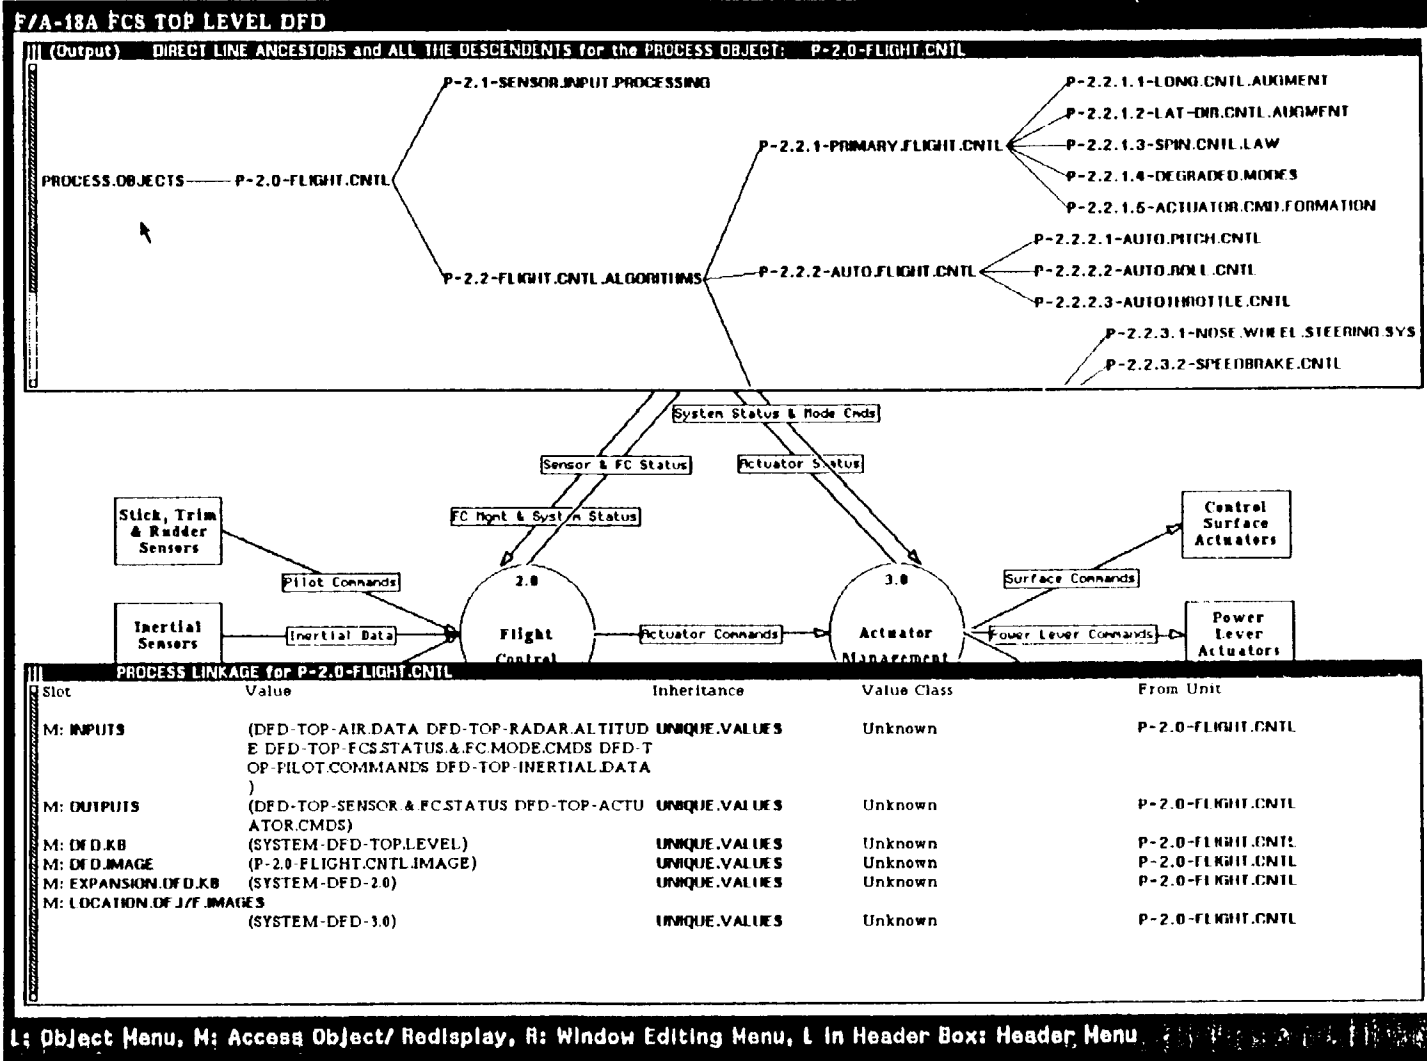 F/A-18A FCS TOP LEVEL DFD
(Output) DIRECT LINE ANCESTORS and ALL THE DESCENDENTS for the PROCESS OBJECT: P-2.0-FLIGHT.CNTL
P-2.1-SENSOR.INPUT.PROCESSING
P-2.2.1.1-LONG.CNTL.AUGMENT
P-2.2.1.2-LAT-DIR.CNTL.AUGMENT
P-2.2.1-PRIMARY.FLIGHT.CNTL
P-2.2.1.3-SPIN.CNTL.LAW
P-2.2.1.4-DEGRADED.MODES
PROCESS.OBJECTS
P-2.0-FLIGHT.CNTL
P-2.2.1.5-ACTUATOR.CMD.FORMATION
P-2.2.2.1-AUTO.PITCH.CNTL
P-2.2-FLIGHT.CNTL.ALGORITHMS
P-2.2.2-AUTO.FLIGHT.CNTL
P-2.2.2.2-AUTO.ROLL.CNTL
P-2.2.2.3-AUTOTHROTTLE.CNTL
P-2.2.3.1-NOSE.WHEEL.STEERING.SYS
P-2.2.3.2-SPEEDBRAKE.CNTL
System Status & Mode Cmds
Sensor & FC Status
Actuator Status
FC Mgnt & System Status
Stick, Trim
& Rudder
Sensors
Control
Surface
Actuators
Pilot Commands
2.0
3.0
Surface Commands
Inertial
Sensors
Inertial Data
Flight
Control
Actuator Commands
Actuator
Management
Power Lever Commands
Power
Lever
Actuators
PROCESS LINKAGE for P-2.0-FLIGHT.CNTL
Slot Value Inheritance Value Class From Unit
M: INPUTS (DFD-TOP-AIR.DATA DFD-TOP-RADAR.ALTITUD UNIQUE.VALUES Unknown P-2.0-FLIGHT.CNTL
E DFD-TOP-FCS.STATUS.&.FC.MODE.CMDS DFD-T
OP-PILOT.COMMANDS DFD-TOP-INERTIAL.DATA
)
M: OUTPUTS (DFD-TOP-SENSOR.&.FC.STATUS DFD-TOP-ACTU UNIQUE.VALUES Unknown P-2.0-FLIGHT.CNTL
ATOR.CMDS)
M: DFD.KB (SYSTEM-DFD-TOP.LEVEL) UNIQUE.VALUES Unknown P-2.0-FLIGHT.CNTL
M: DFD.IMAGE (P-2.0-FLIGHT.CNTL.IMAGE) UNIQUE.VALUES Unknown P-2.0-FLIGHT.CNTL
M: EXPANSION.DFD.KB (SYSTEM-DFD-2.0) UNIQUE.VALUES Unknown P-2.0-FLIGHT.CNTL
M: LOCATION.OF.I/F.IMAGES
(SYSTEM-DFD-3.0) UNIQUE.VALUES Unknown P-2.0-FLIGHT.CNTL
L: Object Menu, M: Access Object/ Redisplay, R: Window Editing Menu, L in Header Box: Header Menu